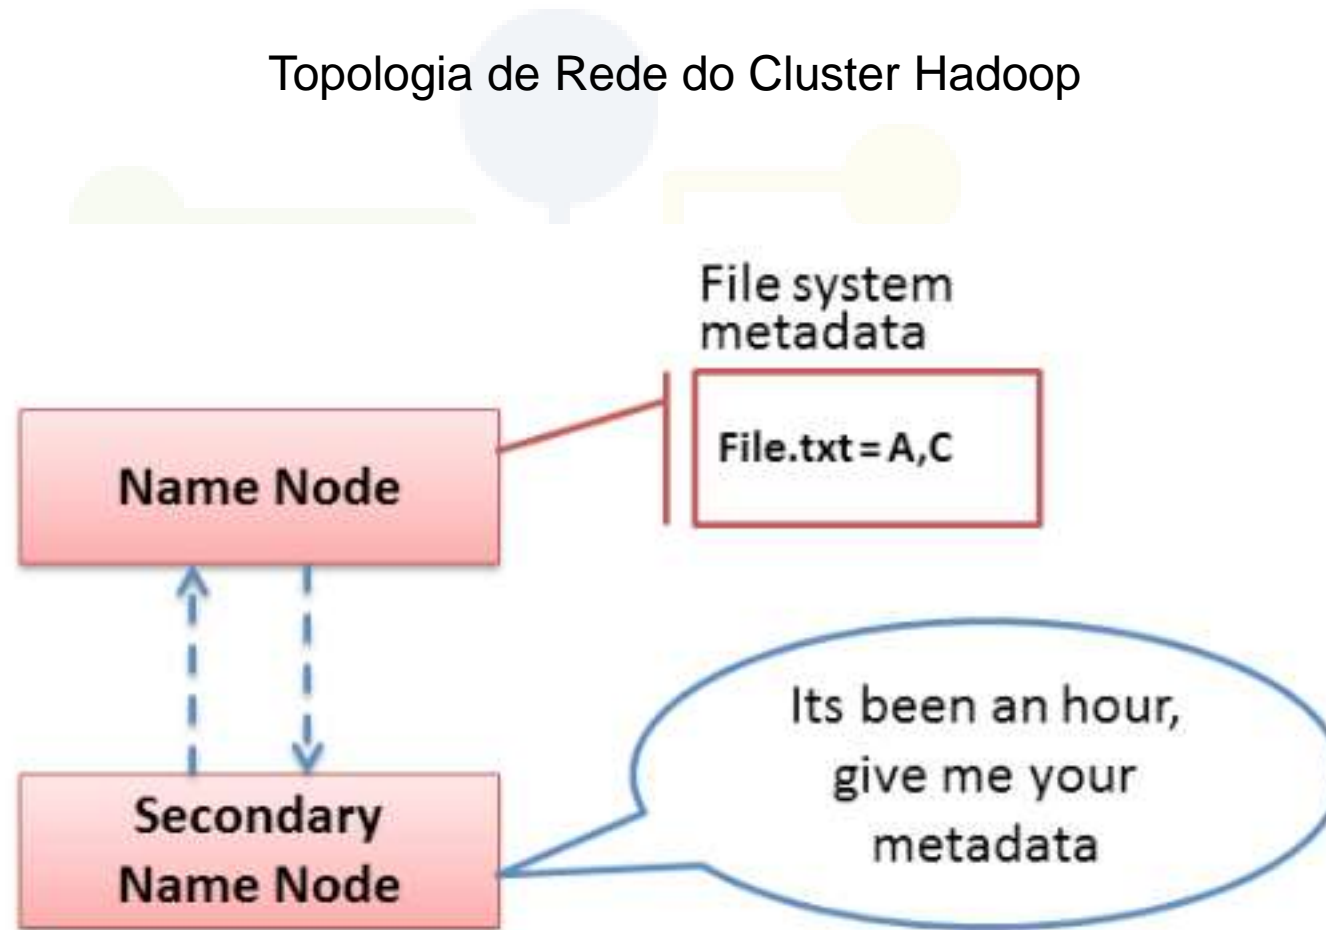 Topologia de Rede do Cluster Hadoop
File system
metadata
File.txt=A,C
Name Node
Its been an hour,
give me your
metadata
Secondary
Name Node